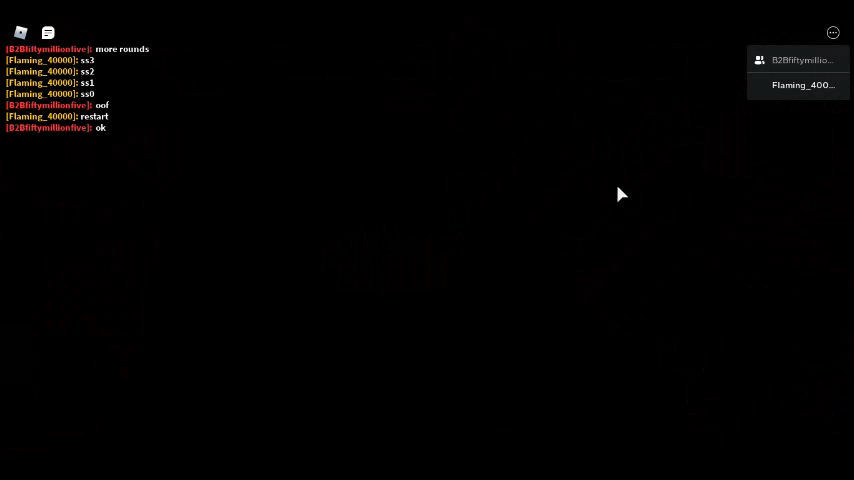 [B2Bfiftymillionfive]: more rounds
[Flaming_40000]: ss3
[Flaming_40000]: ss2
[Flaming_40000]: ss1
[Flaming_40000]: ss0
[B2Bfiftymillionfive]: oof
[Flaming_40000]: restart
[B2Bfiftymillionfive]: ok
B2Bfiftymillio...
Flaming_400...